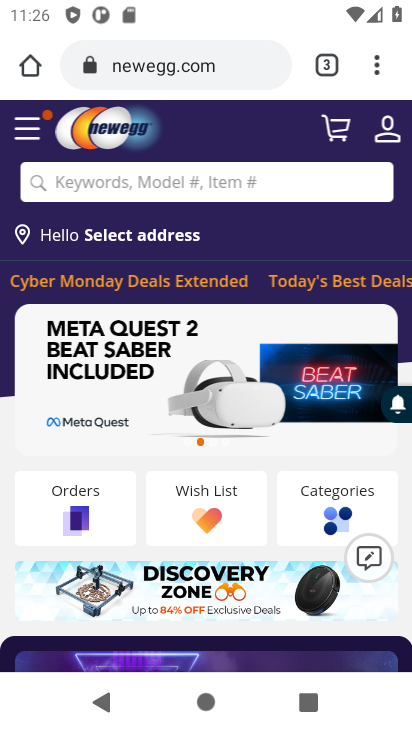 11:26
newegg.com
3
newegg
Keywords, Model #, Item #
Hello Select address
Cyber Monday Deals Extended Today's Best Deals
META QUEST 2
BEAT SABER
INCLUDED
BEAT
SABER
Meta Quest
Orders
Wish List
Categories
DISCOVERY
ZONE
Up to 84% OFF Exclusive Deals